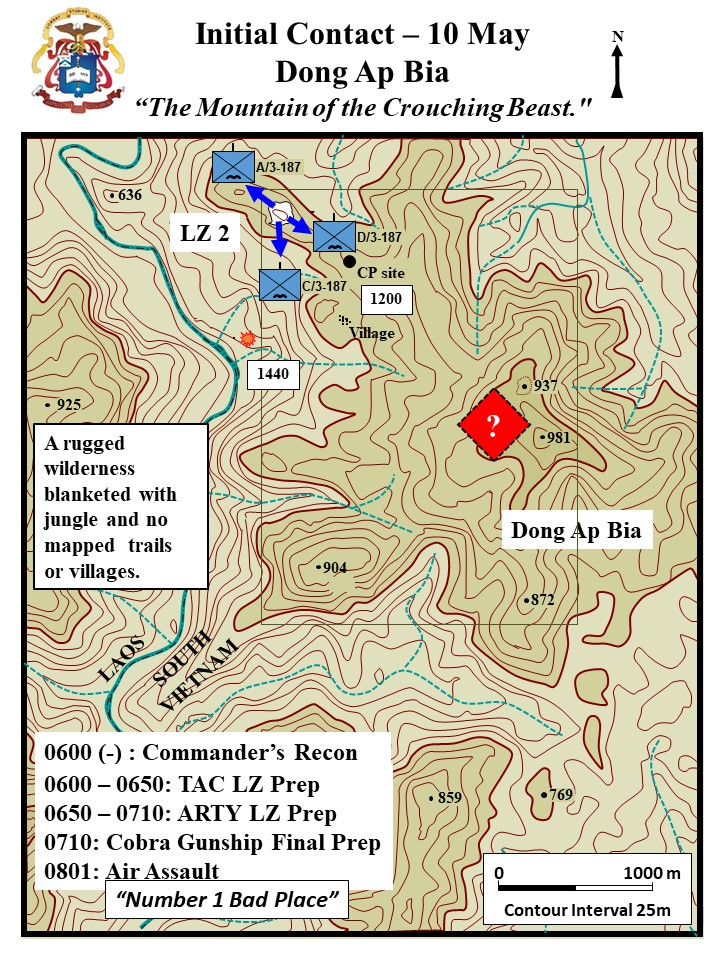 Initial Contact – 10 May
Dong Ap Bia
“The Mountain of the Crouching Beast."
N
A/3-187
636
LZ 2
D/3-187
CP site
C/3-187
1200
Village
1440
937
925
?
981
A rugged
wilderness
blanketed with
jungle and no
mapped trails
or villages.
Dong Ap Bia
904
872
LAOS
SOUTH
VIETNAM
0600 (-) : Commander’s Recon
0600 – 0650: TAC LZ Prep
0650 – 0710: ARTY LZ Prep
0710: Cobra Gunship Final Prep
0801: Air Assault
859
769
“Number 1 Bad Place”
0 1000 m
Contour Interval 25m